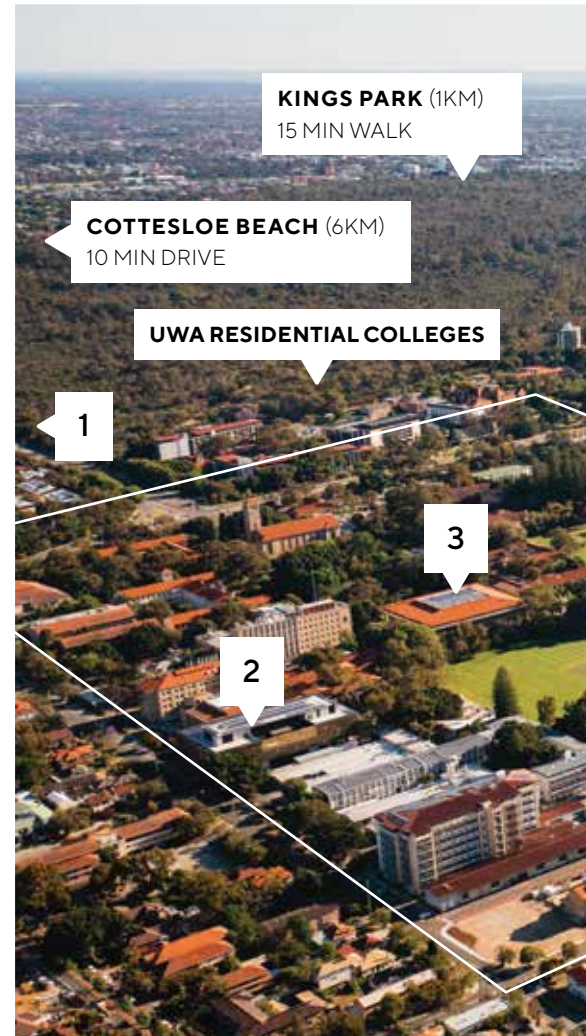 KINGS PARK (1KM)
15 MIN WALK
COTTESLOE BEACH (6KM)
10 MIN DRIVE
UWA RESIDENTIAL COLLEGES
1
3
2